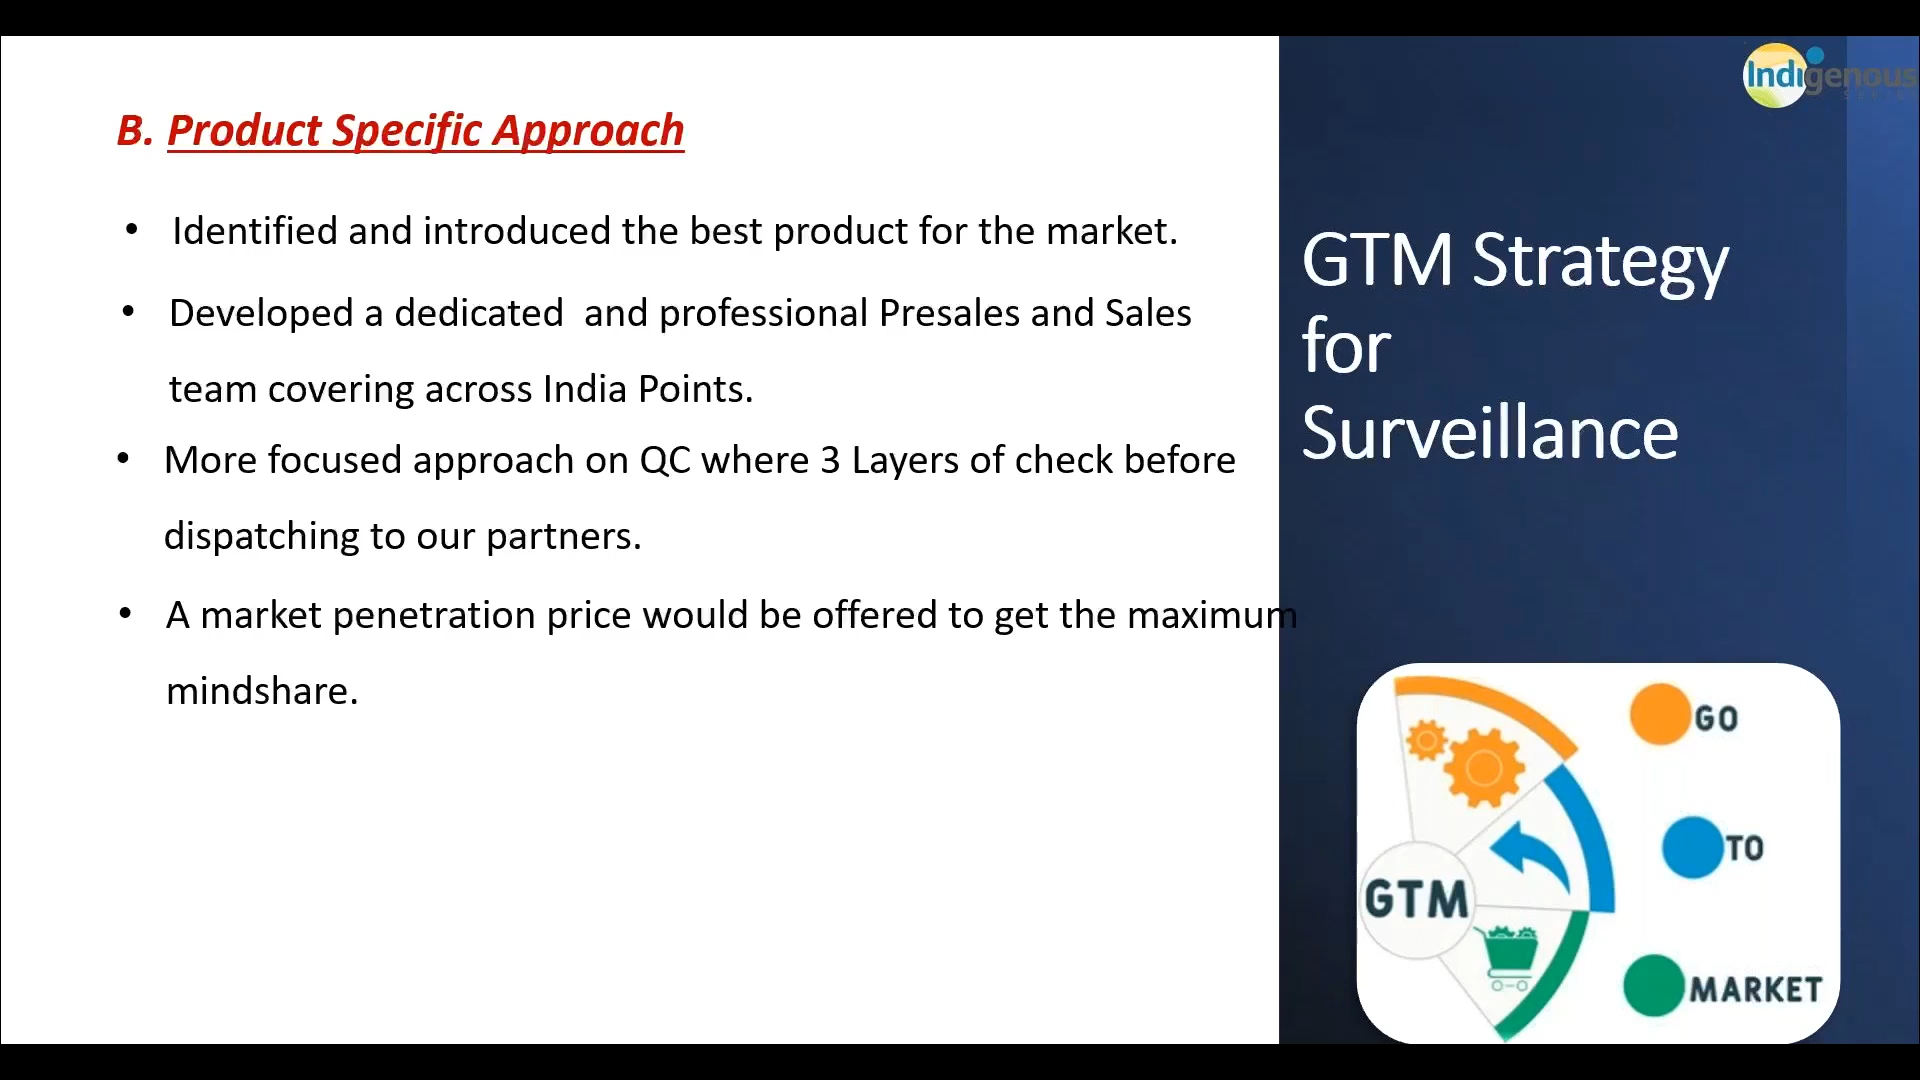 B. Product Specific Approach
• Identified and introduced the best product for the market.
• Developed a dedicated  and professional Presales and Sales
team covering across India Points.
• More focused approach on QC where 3 Layers of check before
dispatching to our partners.
• A market penetration price would be offered to get the maximum
mindshare.
Indigenous
GTM Strategy
for
Surveillance
GO
TO
GTM
MARKET